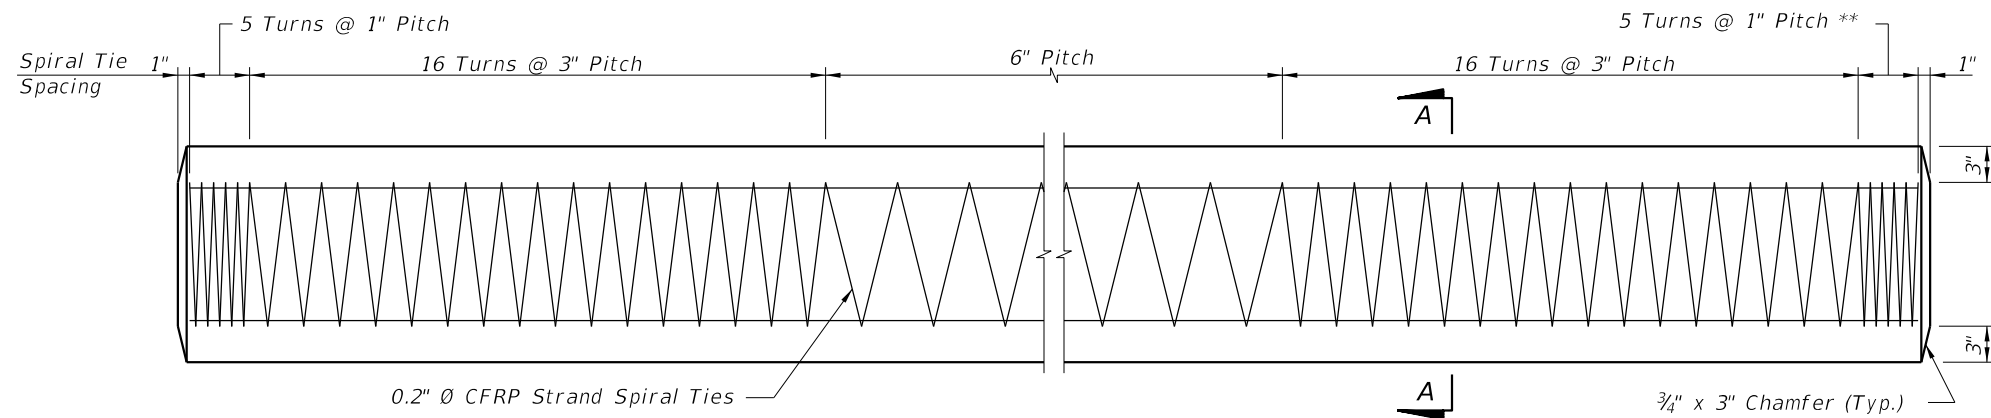 5 Turns @ 1" Pitch
5 Turns @ 1" Pitch **
Spiral Tie
Spacing
1"
16 Turns @ 3" Pitch
6" Pitch
16 Turns @ 3" Pitch
1"
A
3"
3"
0.2" Ø CFRP Strand Spiral Ties
A
¾" x 3" Chamfer (Typ.)